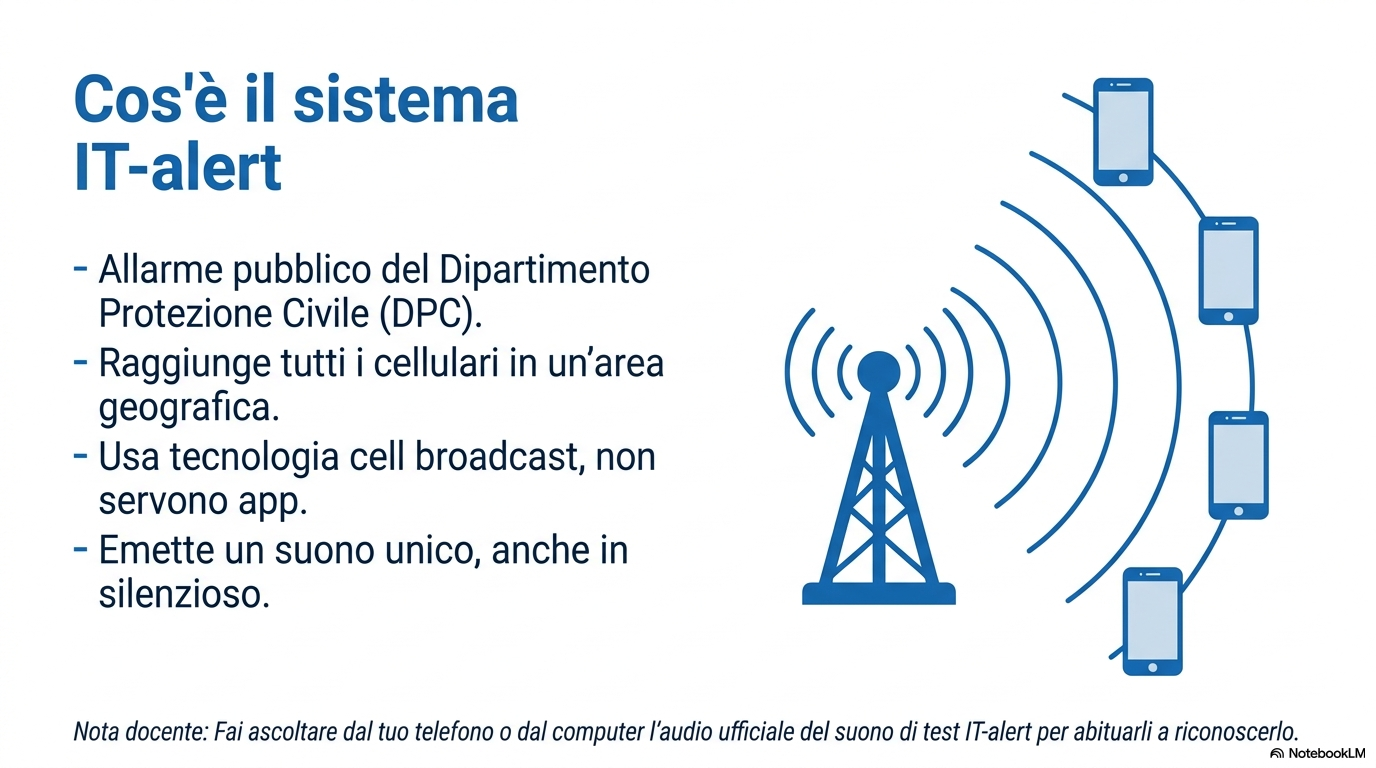 Cos'è il sistema
IT-alert
- Allarme pubblico del Dipartimento
Protezione Civile (DPC).
- Raggiunge tutti i cellulari in un’area
geografica.
- Usa tecnologia cell broadcast, non
servono app.
- Emette un suono unico, anche in
silenzioso.
Nota docente: Fai ascoltare dal tuo telefono o dal computer l’audio ufficiale del suono di test IT-alert per abituarli a riconoscerlo.
NotebookLM